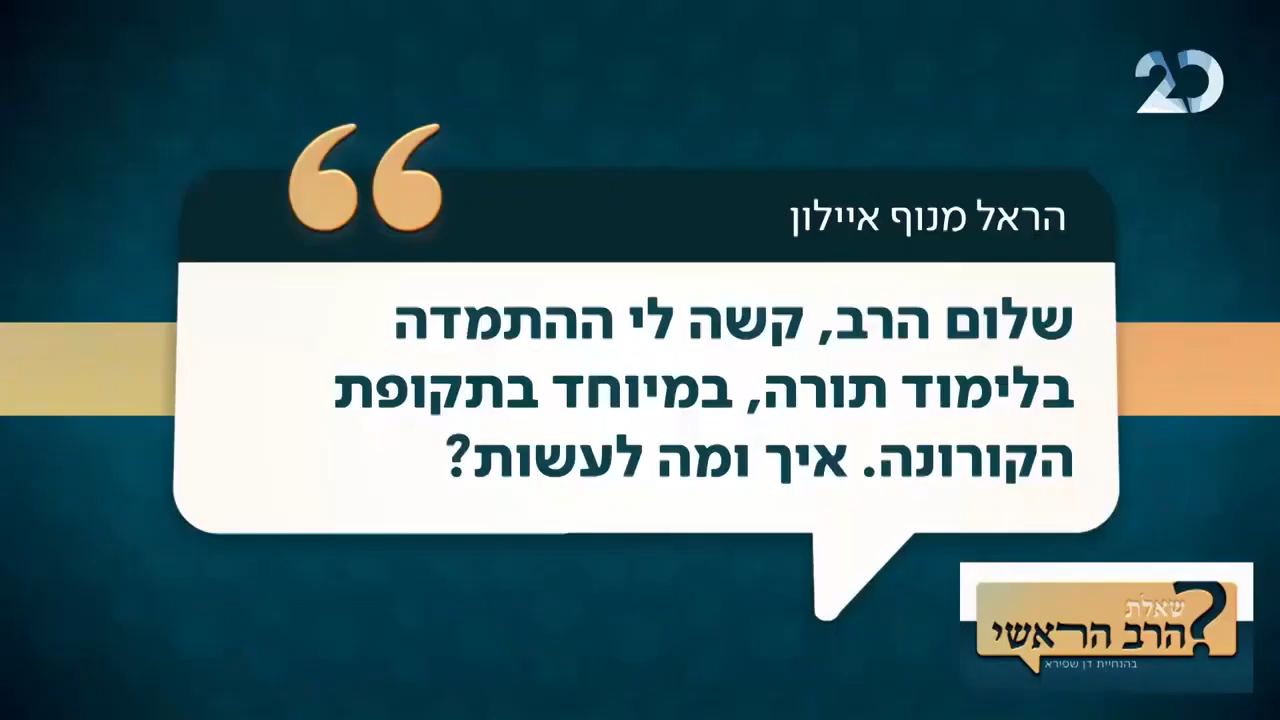 20
הראל מנוף איילון
שלום הרב, קשה לי ההתמדה
בלימוד תורה, במיוחד בתקופת
הקורונה. איך ומה לעשות?
שאלת
הרב הראשי
בהנחיית דן שפירא